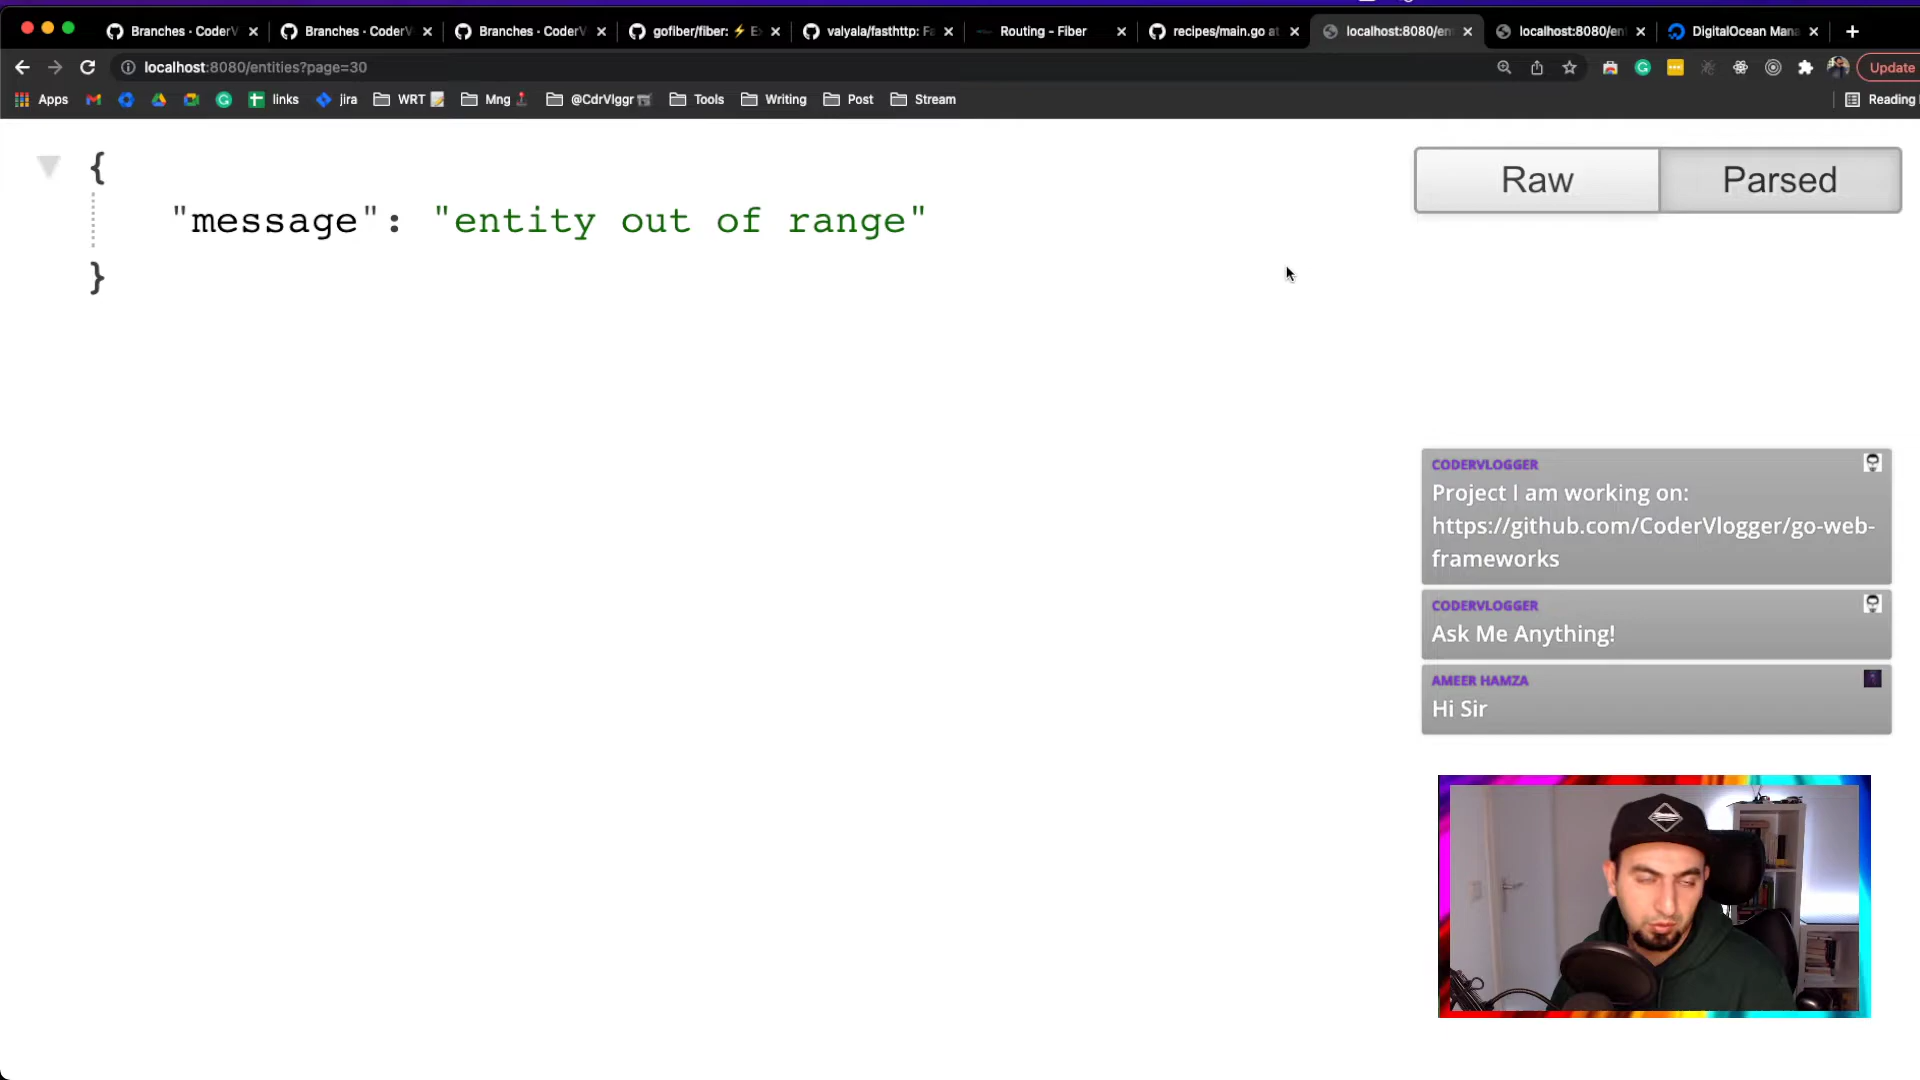 Branches · CoderV
Branches · CoderV
Branches · CoderV
gofiber/fiber: ⚡ E
valyala/fasthttp: Fa
Routing - Fiber
recipes/main.go at
localhost:8080/en
localhost:8080/en
DigitalOcean Mana
localhost:8080/entities?page=30
Update
Apps
links
jira
WRT
Mng
@CdrVlggr
Tools
Writing
Post
Stream
Reading
{
"message": "entity out of range"
}
Raw
Parsed
CODERVLOGGER
Project I am working on:
https://github.com/CoderVlogger/go-web-
frameworks
CODERVLOGGER
Ask Me Anything!
AMEER HAMZA
Hi Sir